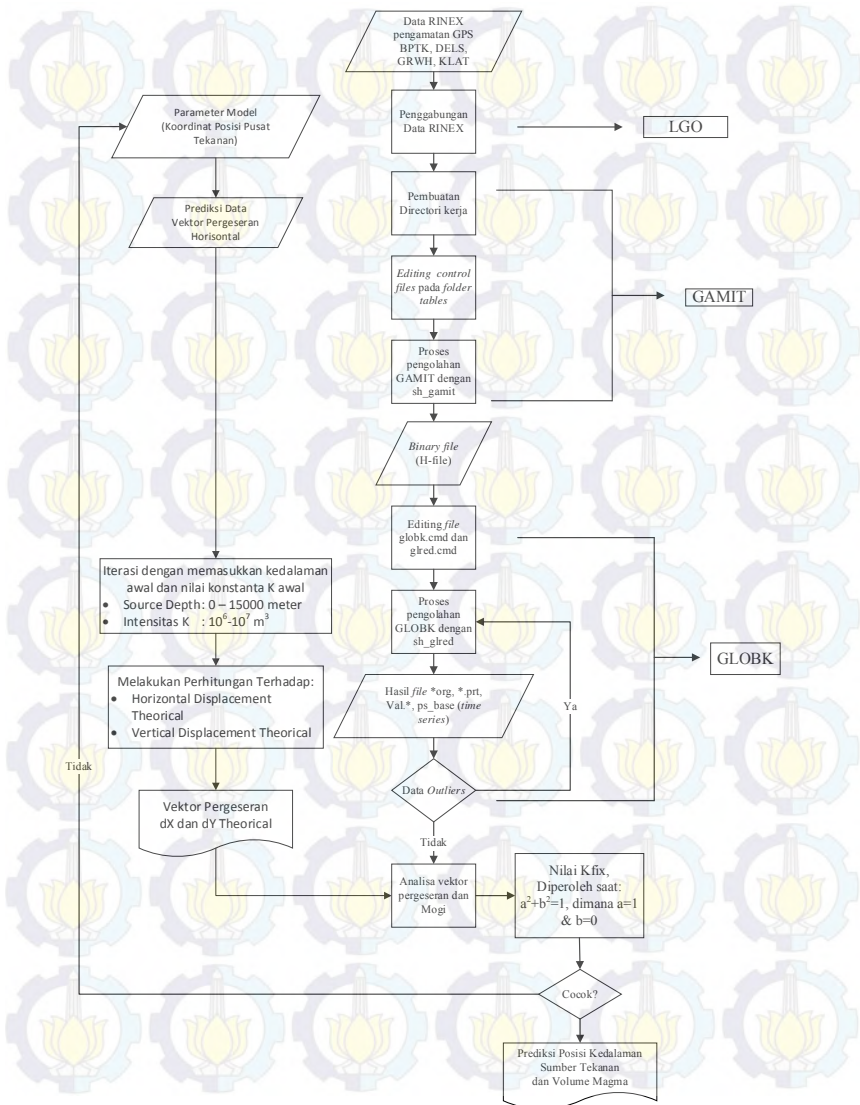 Data RINEX
pengamatan GPS
BPTK, DELS,
GRWH, KLAT
Penggabungan
Data RINEX
LGO
Parameter Model
(Koordinat Posisi Pusat
Tekanan)
Prediksi Data
Vektor Pergeseran
Horisontal
Pembuatan
Directori kerja
Editing control
files pada folder
tables
GAMIT
Proses
pengolahan
GAMIT dengan
sh_gamit
Binary file
(H-file)
Editing file
globk.cmd dan
glred.cmd
Iterasi dengan memasukkan kedalaman
awal dan nilai konstanta K awal
• Source Depth: 0 – 15000 meter
• Intensitas K : 10⁶-10⁷ m³
Proses
pengolahan
GLOBK dengan
sh_glred
GLOBK
Melakukan Perhitungan Terhadap:
• Horizontal Displacement
Theorical
• Vertical Displacement Theorical
Hasil file *org, *.prt,
Val.*, ps_base (time
series)
Ya
Tidak
Data Outliers
Vektor Pergeseran
dX dan dY Theorical
Tidak
Analisa vektor
pergeseran dan
Mogi
Nilai Kfix,
Diperoleh saat:
a²+b²=1, dimana a=1
& b=0
Cocok?
Prediksi Posisi Kedalaman
Sumber Tekanan
dan Volume Magma